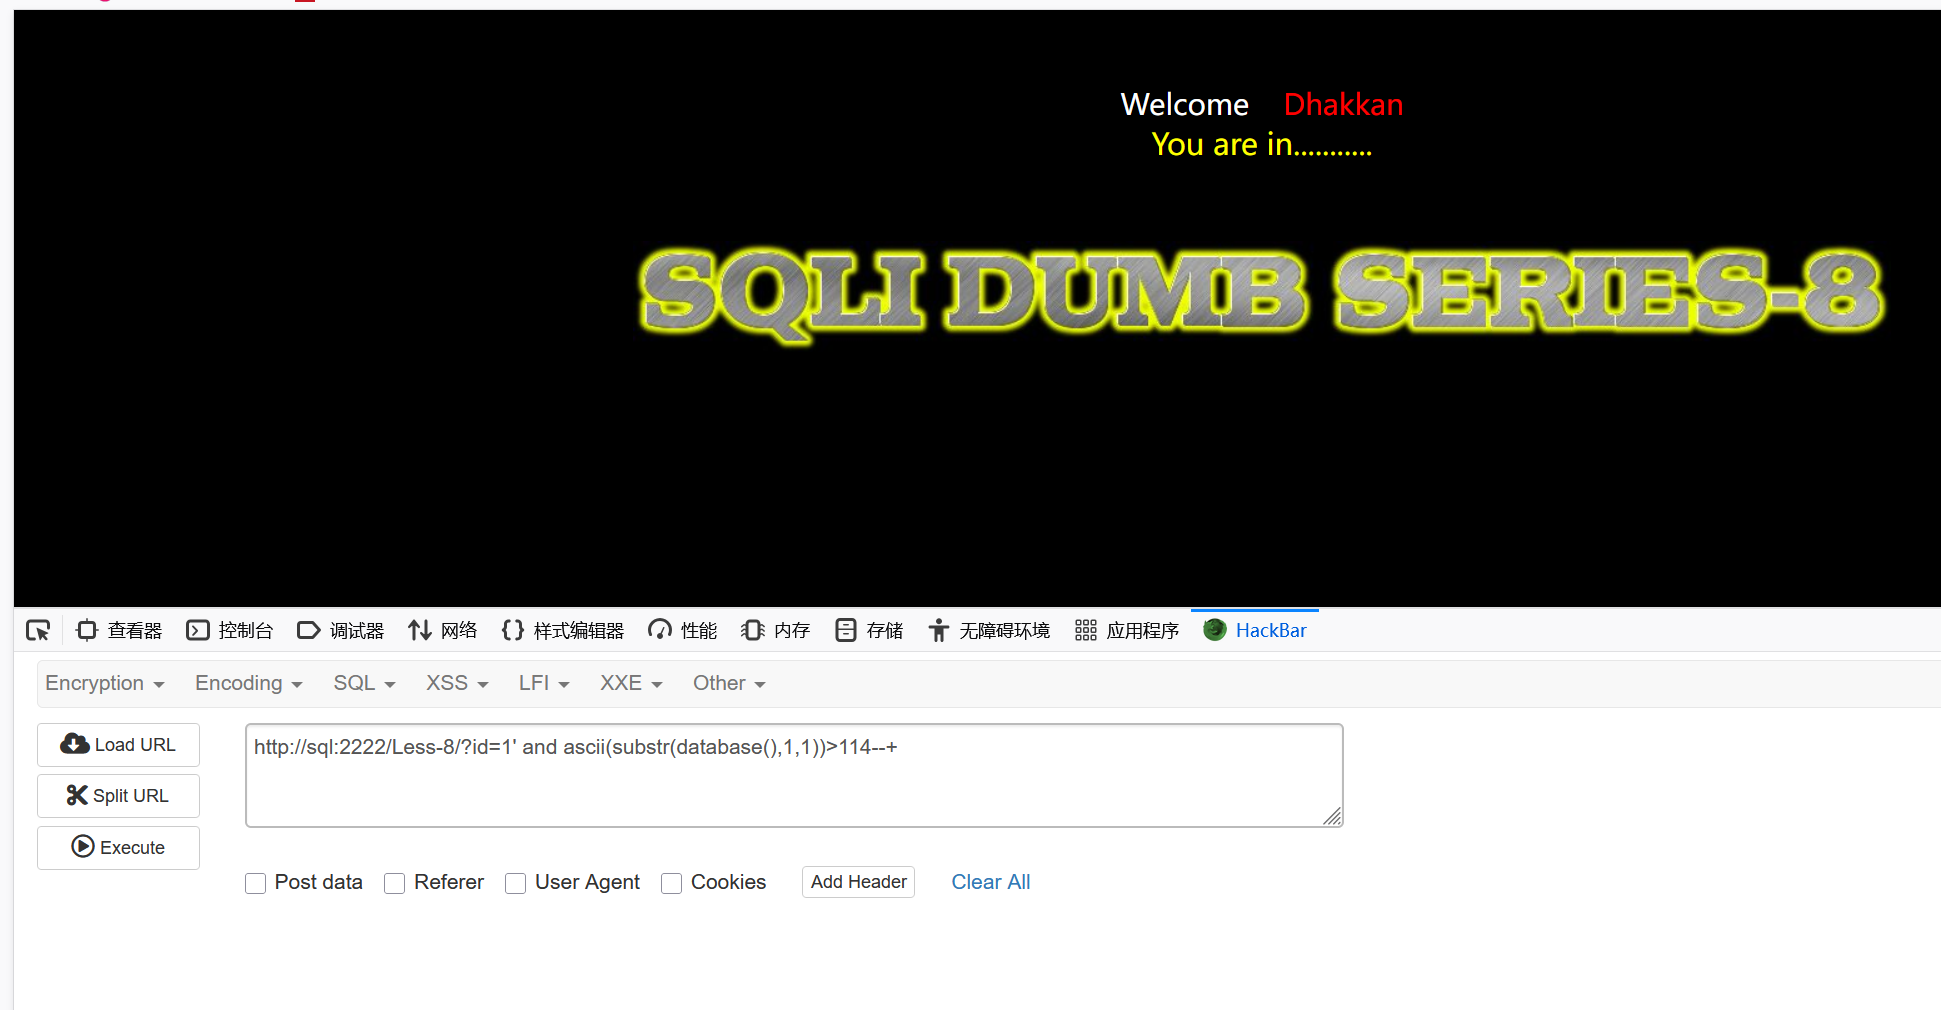 Welcome Dhakkan
You are in...........
SQLI DUMB SERIES-8
查看器 控制台 调试器 网络 样式编辑器 性能 内存 存储 无障碍环境 应用程序 HackBar
Encryption Encoding SQL XSS LFI XXE Other
Load URL
http://sql:2222/Less-8/?id=1' and ascii(substr(database(),1,1))>114--+
Split URL
Execute
Post data Referer User Agent Cookies Add Header Clear All